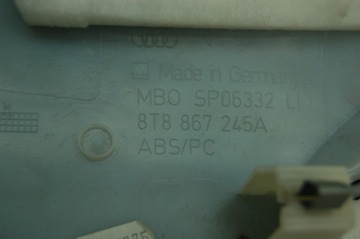 Made in Germany
MBO SP06332 LI
8T8 867 245A
ABS/PC